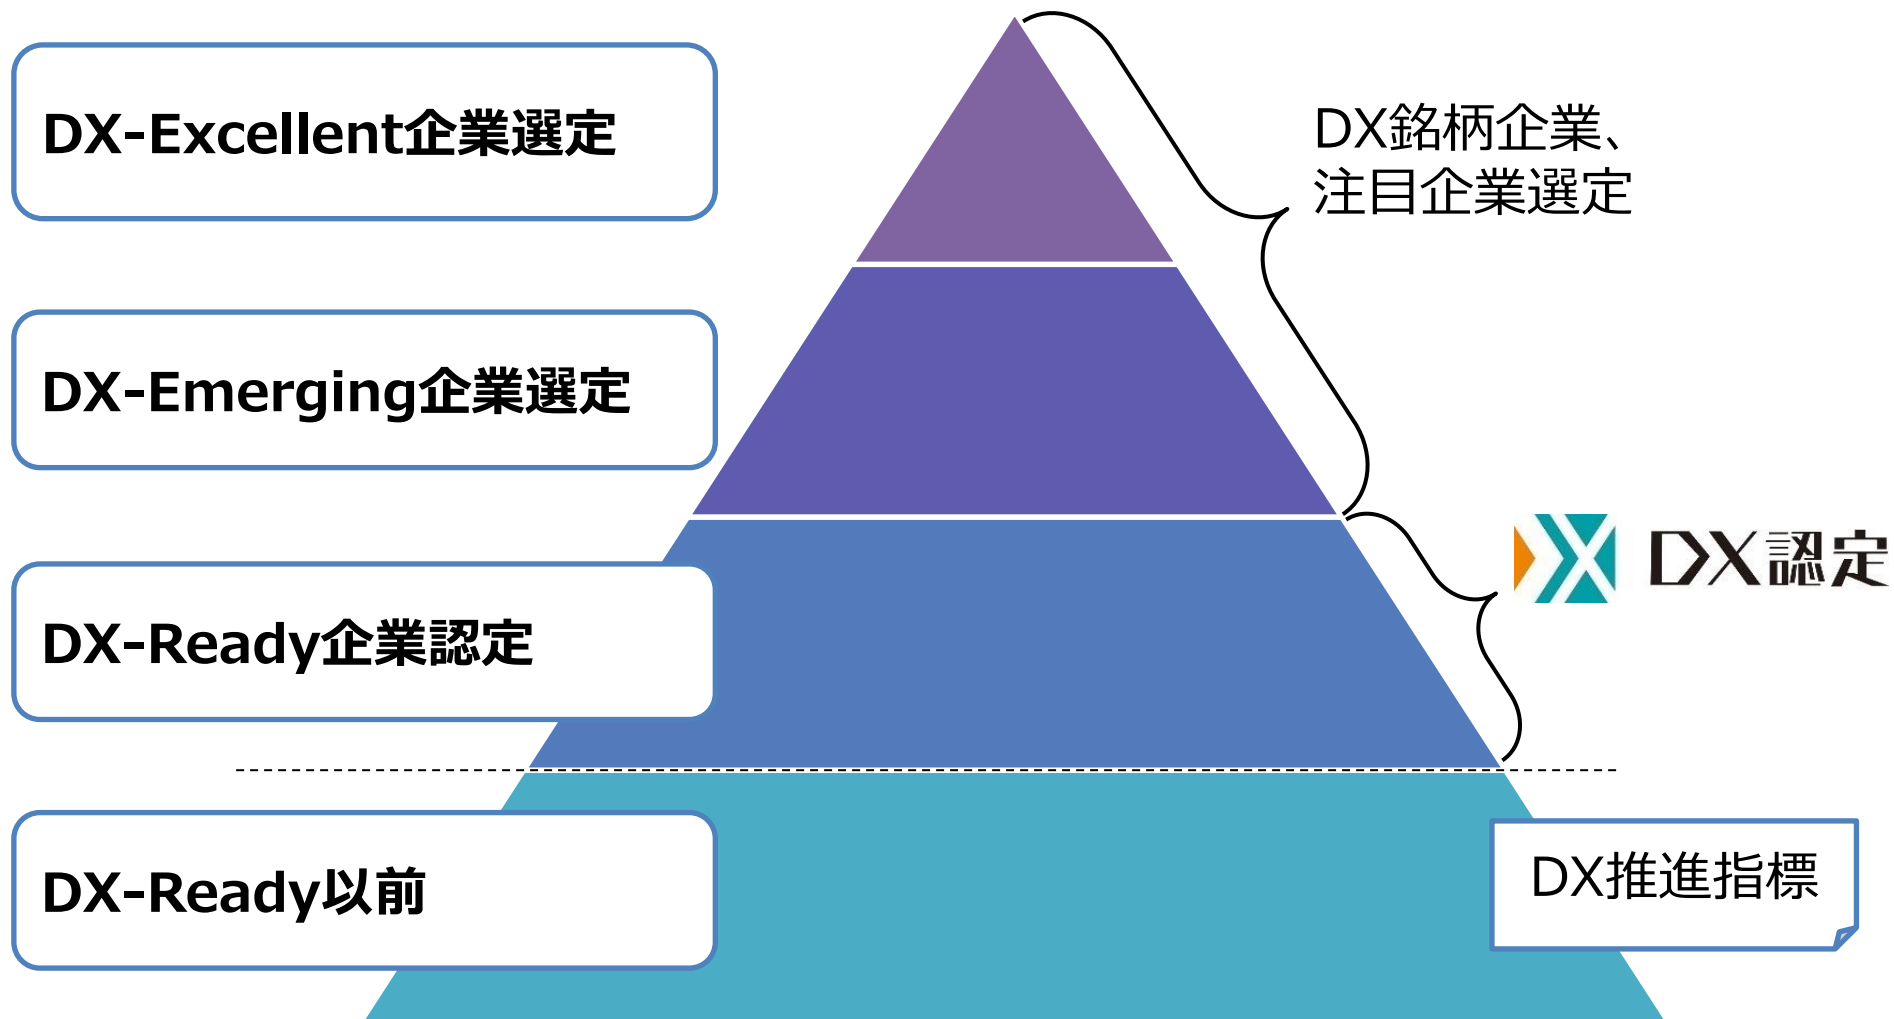 DX-Excellent企業選定
DX銘柄企業、
注目企業選定
DX-Emerging企業選定
DX認定
DX-Ready企業認定
DX-Ready以前
DX推進指標